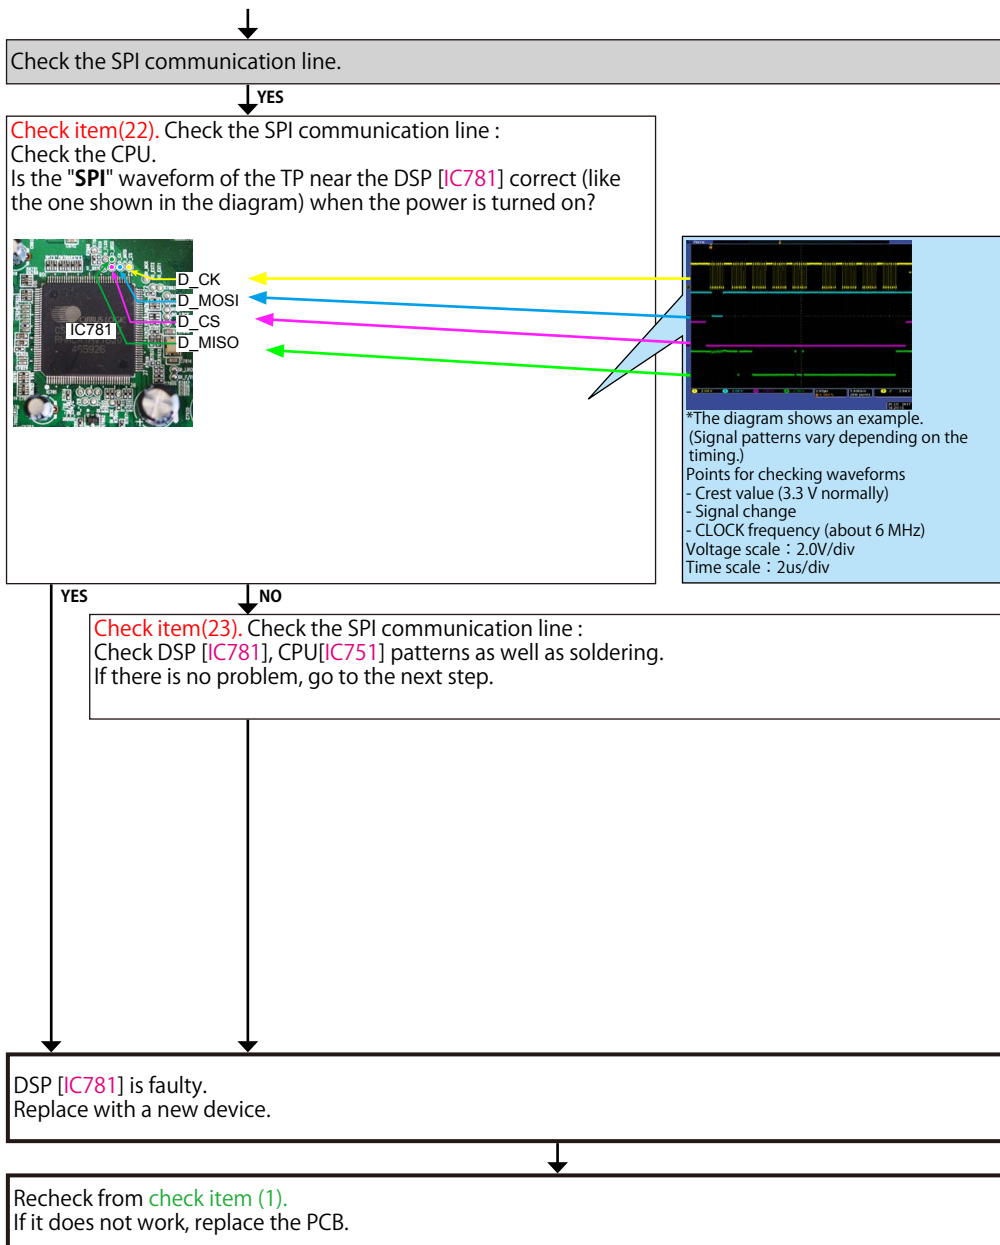 Check the SPI communication line.
YES
Check item(22). Check the SPI communication line :
Check the CPU.
Is the "SPI" waveform of the TP near the DSP [IC781] correct (like
the one shown in the diagram) when the power is turned on?
D_CK
D_MOSI
D_CS
D_MISO
IC781
*The diagram shows an example.
(Signal patterns vary depending on the
timing.)
Points for checking waveforms
- Crest value (3.3 V normally)
- Signal change
- CLOCK frequency (about 6 MHz)
Voltage scale：2.0V/div
Time scale：2us/div
YES
NO
Check item(23). Check the SPI communication line :
Check DSP [IC781], CPU[IC751] patterns as well as soldering.
If there is no problem, go to the next step.
DSP [IC781] is faulty.
Replace with a new device.
Recheck from check item (1).
If it does not work, replace the PCB.